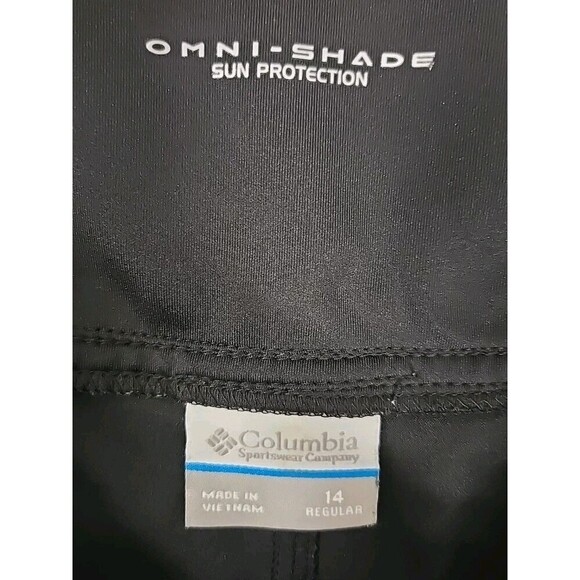 OMNI-SHADE
SUN PROTECTION
Columbia
Sportswear Company
MADE IN
VIETNAM
14
REGULAR